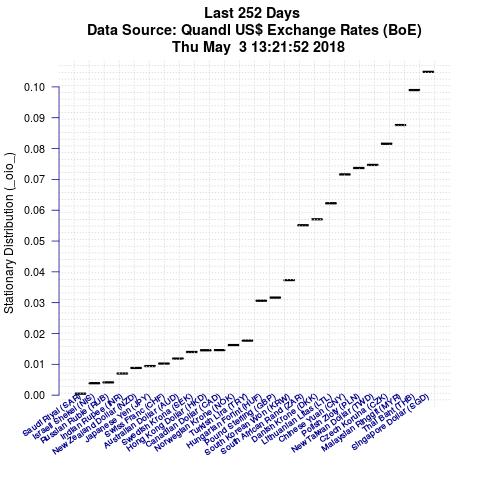 Last 252 Days
Data Source: Quandl US$ Exchange Rates (BoE)
Thu May  3 13:21:52 2018
Stationary Distribution (_oio_)
0.10
0.09
0.08
0.07
0.06
0.05
0.04
0.03
0.02
0.01
0.00
Saudi Riyal (SAR)
Israeli Shekel (NIS)
Russian Ruble (RUB)
Indian Rupee (INR)
New Zealand Dollar (NZD)
Japanese Yen (JPY)
Swiss Franc (CHF)
Australian Dollar (AUD)
Swedish Krona (SEK)
Hong Kong Dollar (HKD)
Canadian Dollar (CAD)
Norwegian Krone (NOK)
Turkish Lira (TRY)
Hungarian Forint (HUF)
Pound Sterling (GBP)
South Korean Won (KRW)
South African Rand (ZAR)
Danish Krone (DKK)
Lithuanian Litas (LTL)
Chinese Yuan (CNY)
Polish Zloty (PLN)
New Taiwan Dollar (TWD)
Czech Koruna (CZK)
Malaysian Ringgit (MYR)
Thai Baht (THB)
Singapore Dollar (SGD)